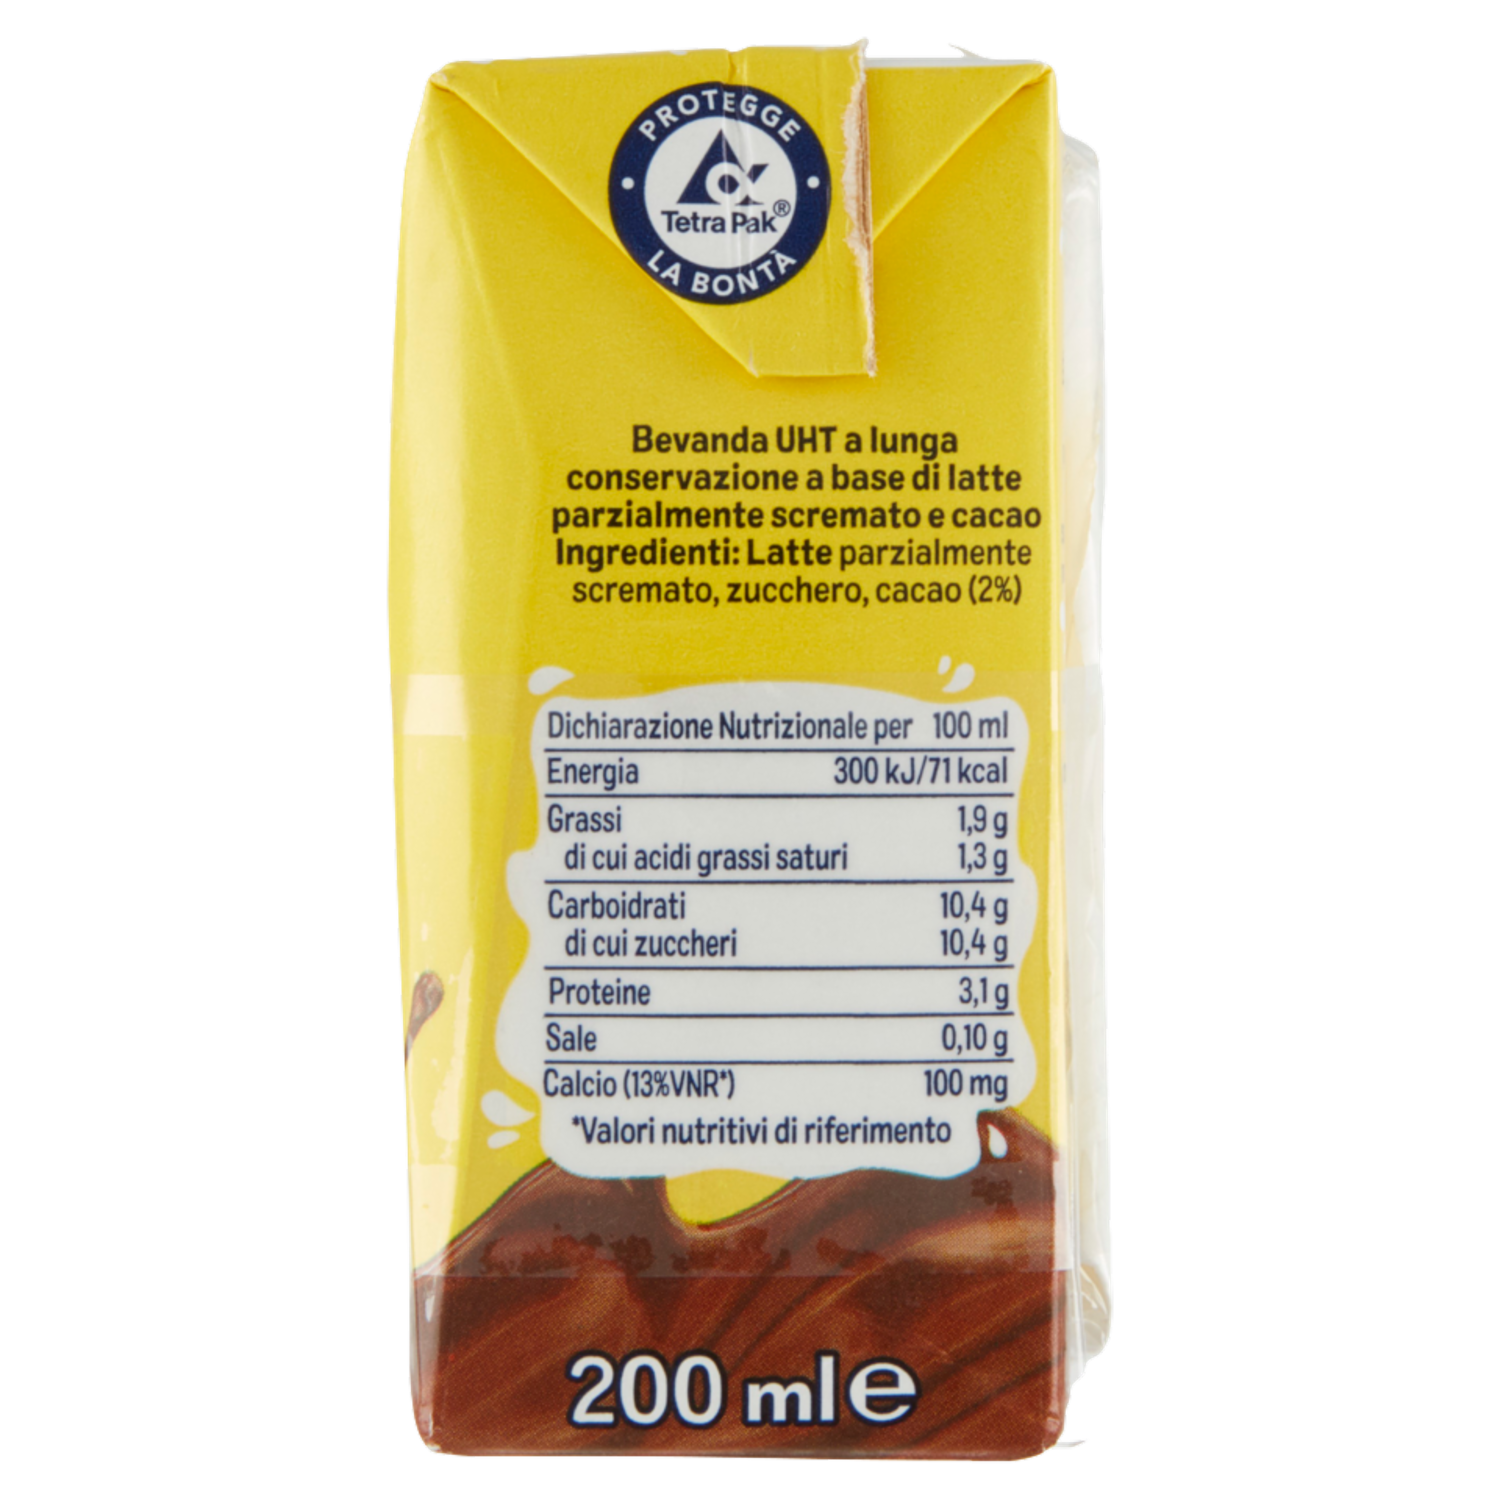 PROTEGGE
Tetra Pak®
LA BONTÀ
Bevanda UHT a lunga
conservazione a base di latte
parzialmente scremato e cacao
Ingredienti: Latte parzialmente
scremato, zucchero, cacao (2%)
Dichiarazione Nutrizionale per 100 ml
Energia 300 kJ/71 kcal
Grassi 1,9 g
di cui acidi grassi saturi 1,3 g
Carboidrati 10,4 g
di cui zuccheri 10,4 g
Proteine 3,1 g
Sale 0,10 g
Calcio (13%VNR*) 100 mg
*Valori nutritivi di riferimento
200 ml e